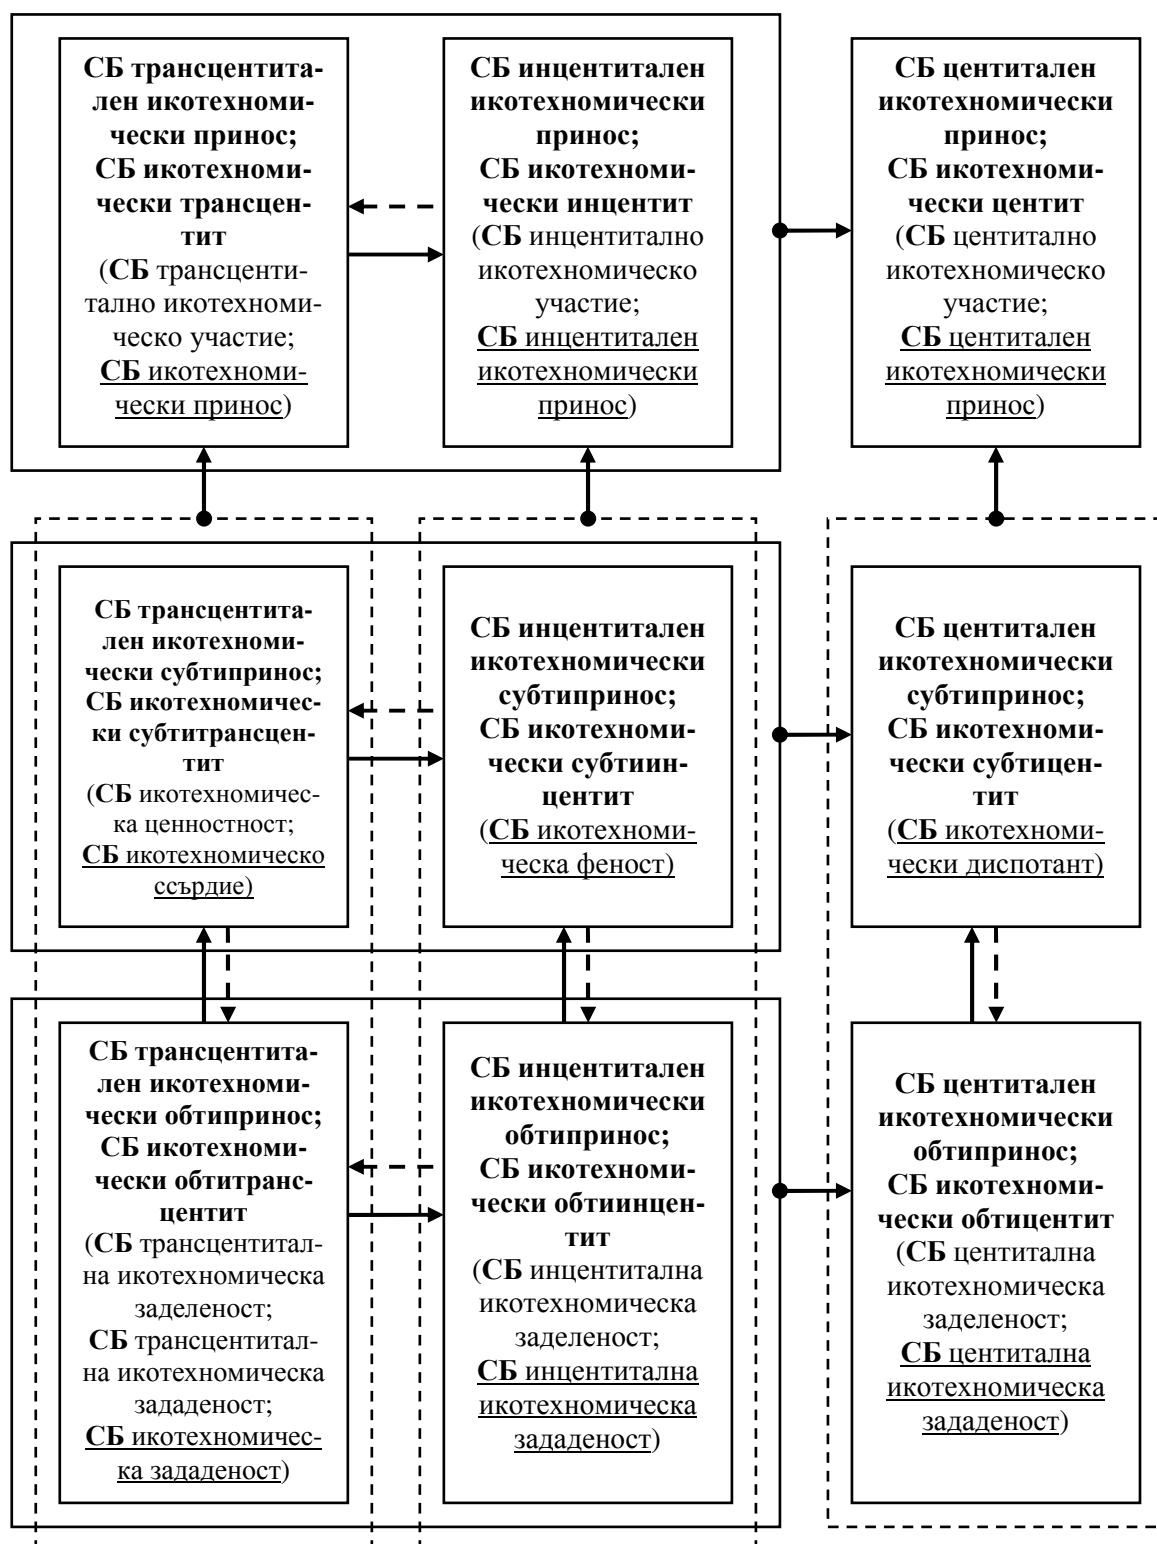 СБ трансцентита-
лен икотехноми-
чески принос;
СБ икотехноми-
чески трансцен-
тит
(СБ трансценти-
тално икотехноми-
ческо участие;
СБ икотехноми-
чески принос)
СБ инцентитален
икотехномически
принос;
СБ икотехноми-
чески инцентит
(СБ инцентитално
икотехномическо
участие;
СБ инцентитален
икотехномически
принос)
СБ центитален
икотехномически
принос;
СБ икотехноми-
чески центит
(СБ центитално
икотехномическо
участие;
СБ центитален
икотехномически
принос)
СБ трансцентита-
лен икотехноми-
чески субтипринос;
СБ икотехномичес-
ки субтитрансцен-
тит
(СБ икотехномичес-
ка ценностност;
СБ икотехномическо
ссърдие)
СБ инцентитален
икотехномически
субтипринос;
СБ икотехноми-
чески субтиин-
центит
(СБ икотехноми-
ческа феност)
СБ центитален
икотехномически
субтипринос;
СБ икотехноми-
чески субтицен-
тит
(СБ икотехноми-
чески диспотант)
СБ трансцентита-
лен икотехноми-
чески обтипринос;
СБ икотехноми-
чески обтитранс-
центит
(СБ трансцентитал-
на икотехномическа
заделеност;
СБ трансцентитал-
на икотехномическа
зададеност;
СБ икотехномичес-
ка зададеност)
СБ инцентитален
икотехномически
обтипринос;
СБ икотехноми-
чески обтиинцен-
тит
(СБ инцентитална
икотехномическа
заделеност;
СБ инцентитална
икотехномическа
зададеност)
СБ центитален
икотехномически
обтипринос;
СБ икотехноми-
чески обтицентит
(СБ центитална
икотехномическа
заделеност;
СБ центитална
икотехномическа
зададеност)